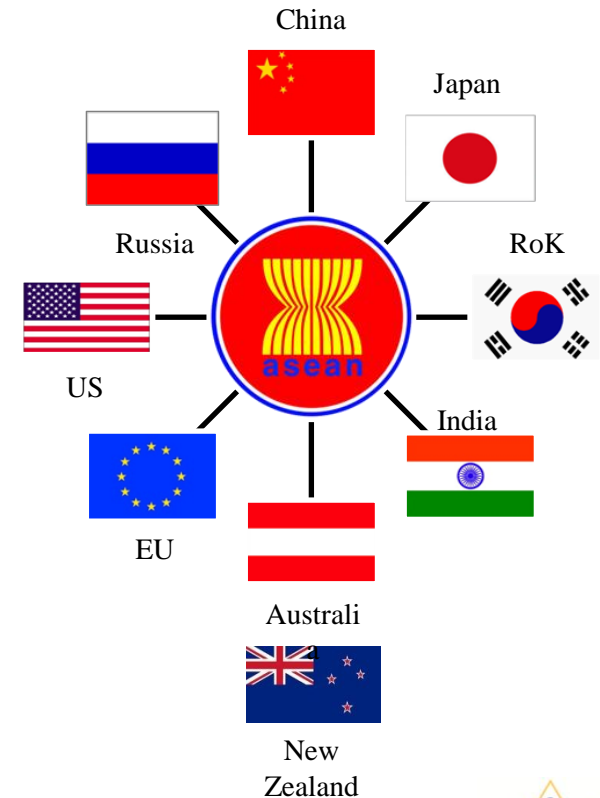 China
Japan
Russia
RoK
asean
US
India
EU
Australi
a
New
Zealand